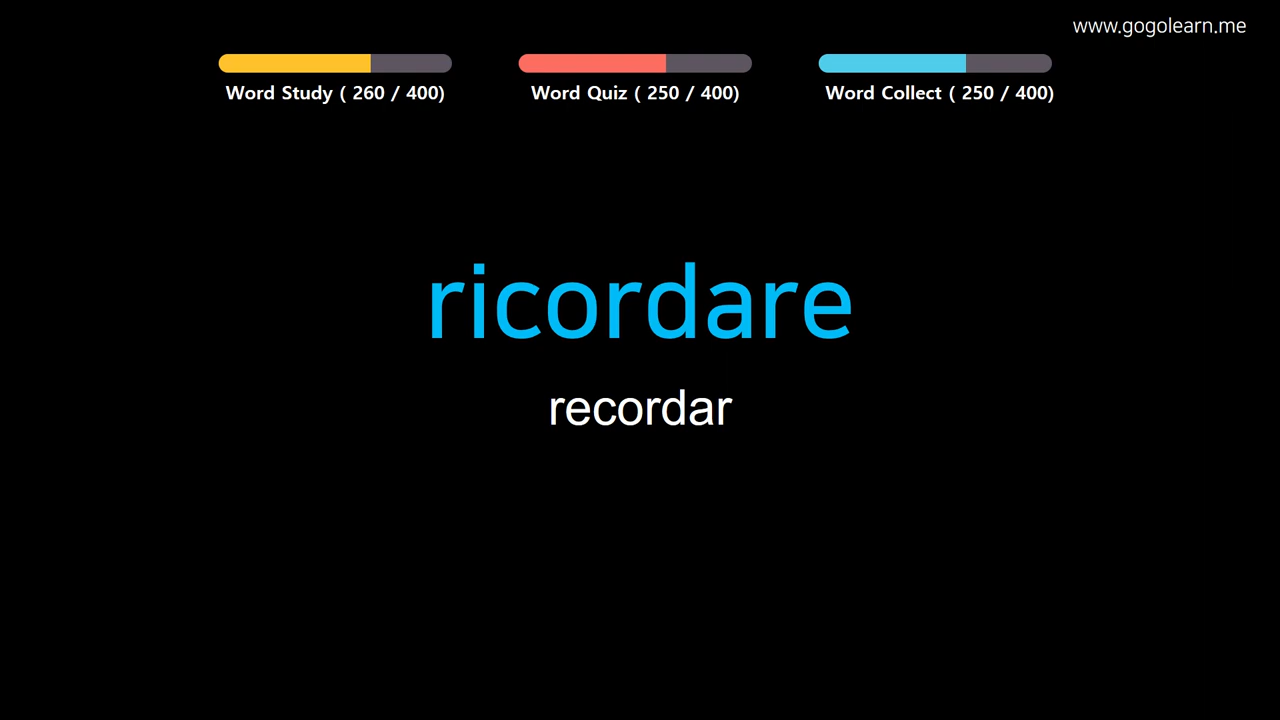 www.gogolearn.me
Word Study ( 260 / 400)
Word Quiz ( 250 / 400)
Word Collect ( 250 / 400)
ricordare
recordar